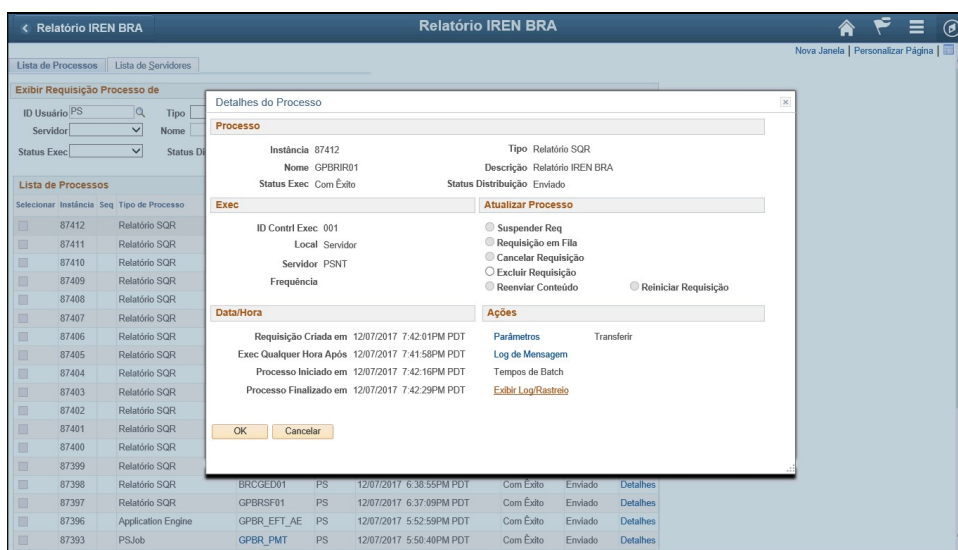 Relatório IREN BRA
Relatório IREN BRA
Nova Janela | Personalizar Página |
Lista de Processos
Lista de Servidores
Exibir Requisição Processo de
ID Usuário PS
Tipo
Servidor
Nome
Status Exec
Status Di
Lista de Processos
Selecionar Instância Seq Tipo de Processo
87412 Relatório SQR
87411 Relatório SQR
87410 Relatório SQR
87409 Relatório SQR
87408 Relatório SQR
87407 Relatório SQR
87406 Relatório SQR
87405 Relatório SQR
87404 Relatório SQR
87403 Relatório SQR
87402 Relatório SQR
87401 Relatório SQR
87400 Relatório SQR
87399 Relatório SQR
87398 Relatório SQR BRCGED01 PS 12/07/2017 6:38:55PM PDT Com Êxito Enviado Detalhes
87397 Relatório SQR GPBRSF01 PS 12/07/2017 6:37:09PM PDT Com Êxito Enviado Detalhes
87396 Application Engine GPBR_EFT_AE PS 12/07/2017 5:52:59PM PDT Com Êxito Enviado Detalhes
87393 PSJob GPBR_PMT PS 12/07/2017 5:50:40PM PDT Com Êxito Enviado Detalhes
Detalhes do Processo
Processo
Instância 87412 Tipo Relatório SQR
Nome GPBRIR01 Descrição Relatório IREN BRA
Status Exec Com Êxito Status Distribuição Enviado
Exec
ID Contrl Exec 001
Local Servidor
Servidor PSNT
Frequência
Atualizar Processo
Suspender Req
Requisição em Fila
Cancelar Requisição
Excluir Requisição
Reenviar Conteúdo Reiniciar Requisição
Data/Hora
Requisição Criada em 12/07/2017 7:42:01PM PDT
Exec Qualquer Hora Após 12/07/2017 7:41:58PM PDT
Processo Iniciado em 12/07/2017 7:42:16PM PDT
Processo Finalizado em 12/07/2017 7:42:29PM PDT
Ações
Parâmetros Transferir
Log de Mensagem
Tempos de Batch
Exibir Log/Rastreio
OK Cancelar